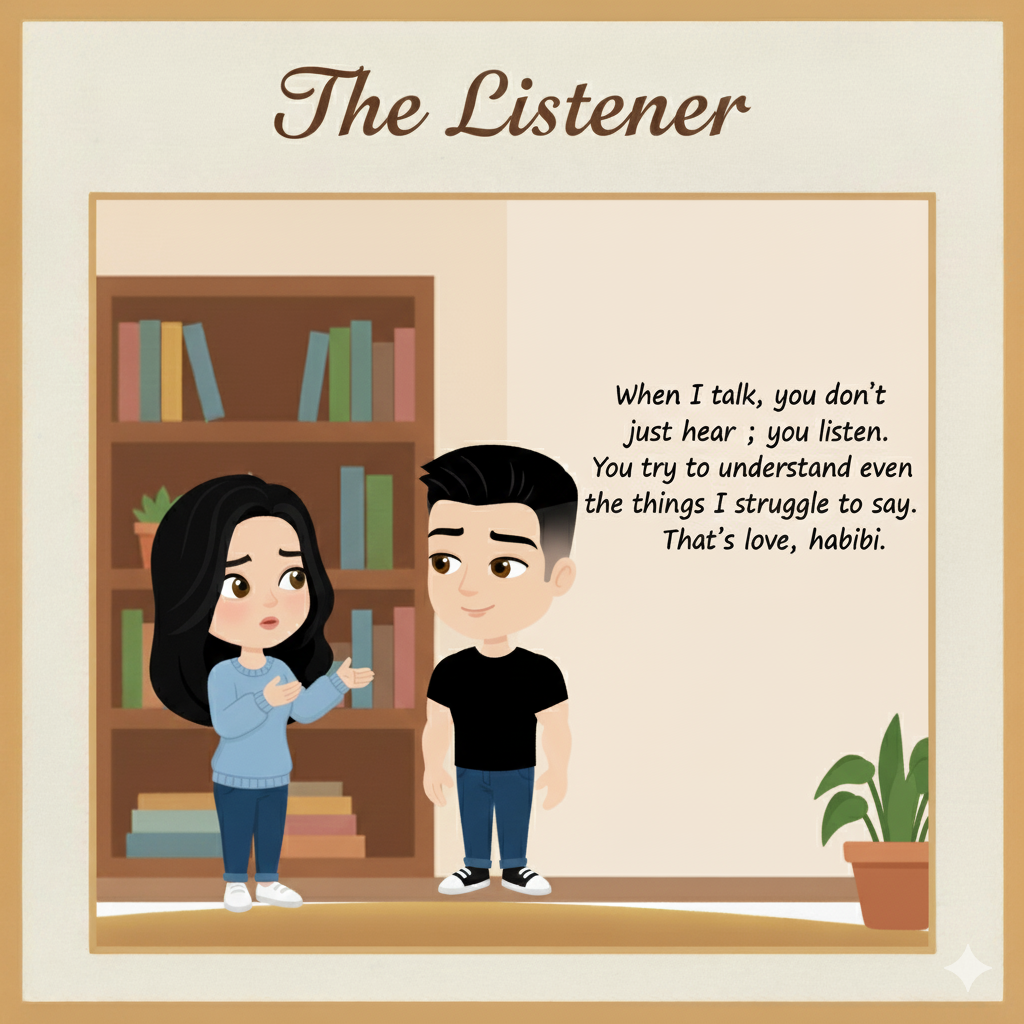 The Listener
When I talk, you don't
just hear ; you listen.
You try to understand even
the things I struggle to say.
That's love, habibi.